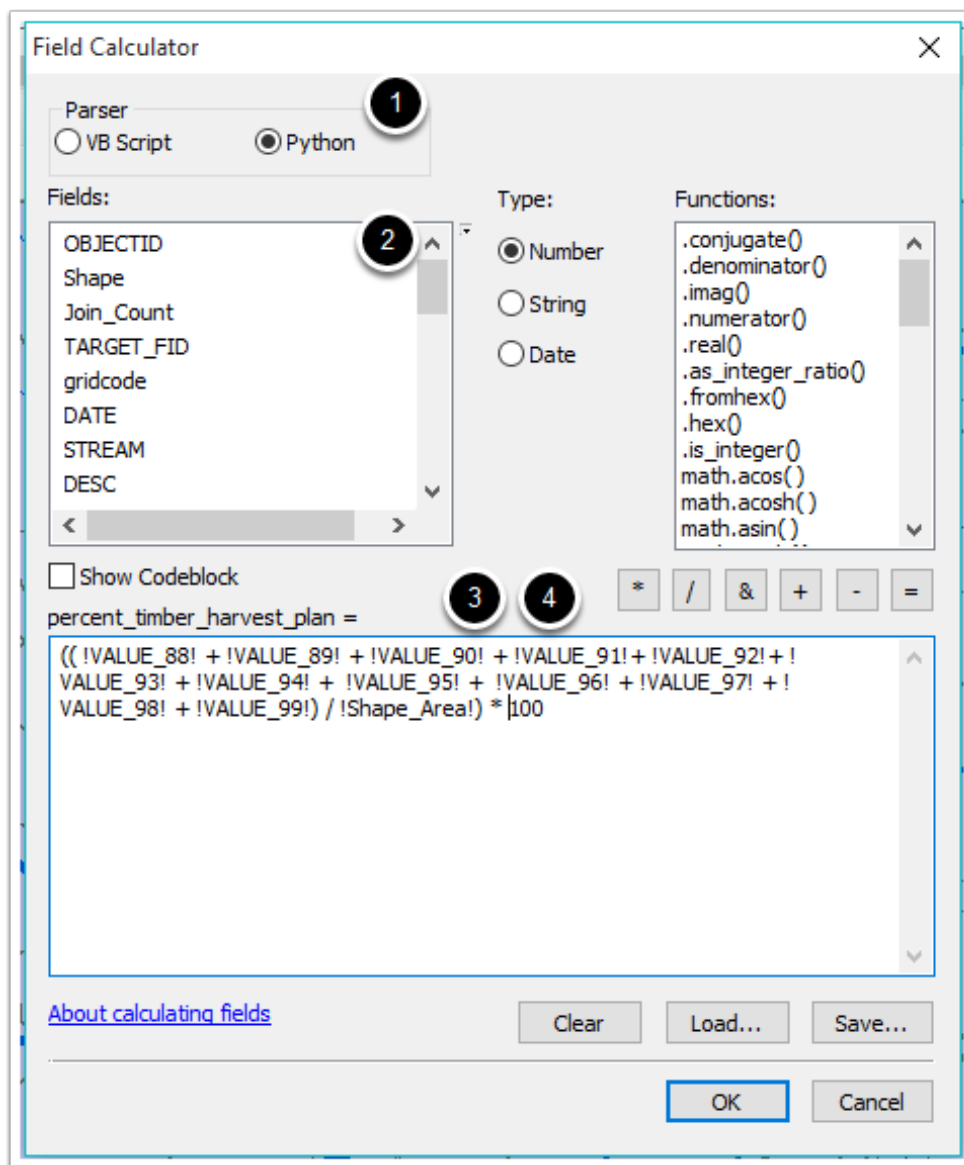 Field Calculator
Parser
1
VB Script
Python
Fields:
Type:
Functions:
2
OBJECTID
Shape
Join_Count
TARGET_FID
gridcode
DATE
STREAM
DESC
Number
String
Date
.conjugate()
.denominator()
.imag()
.numerator()
.real()
.as_integer_ratio()
.fromhex()
.hex()
.is_integer()
math.acos( )
math.acosh( )
math.asin( )
Show Codeblock
3
4
* / & + - =
percent_timber_harvest_plan =
(( !VALUE_88! + !VALUE_89! + !VALUE_90! + !VALUE_91!+ !VALUE_92!+ !
VALUE_93! + !VALUE_94! +  !VALUE_95! +  !VALUE_96! + !VALUE_97! + !
VALUE_98! + !VALUE_99!) / !Shape_Area!) * 100
About calculating fields
Clear
Load...
Save...
OK
Cancel